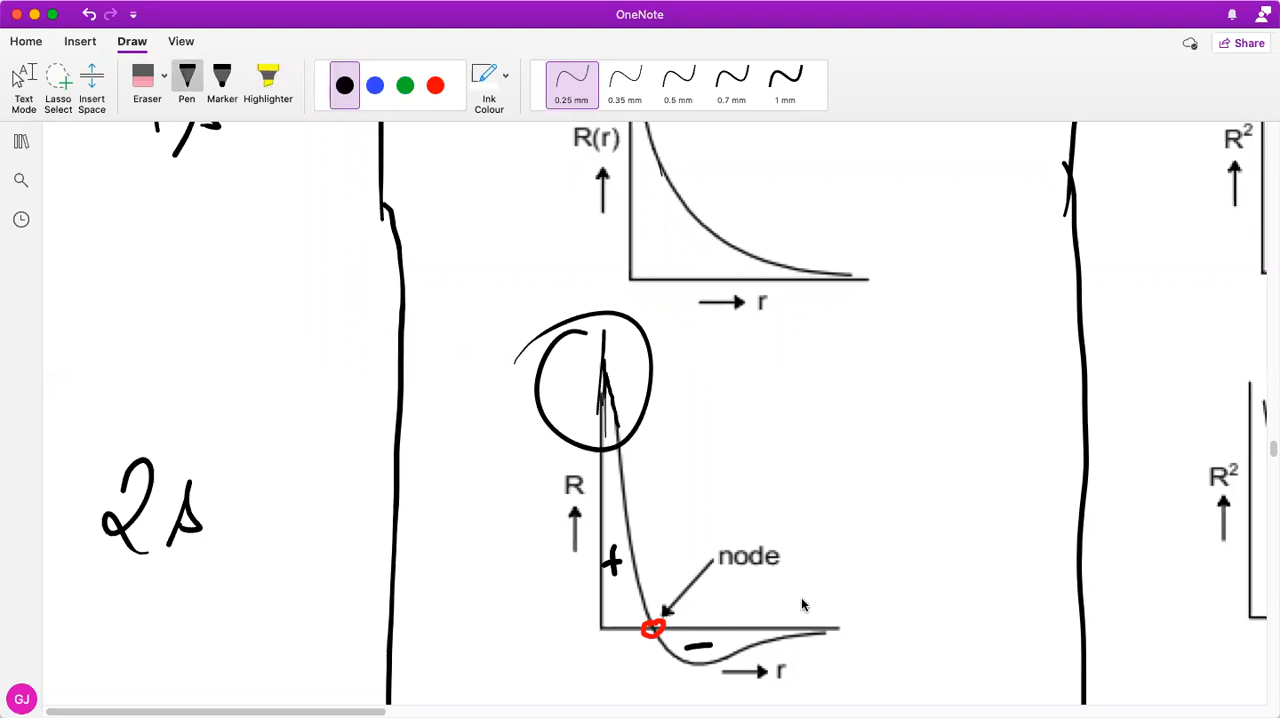 OneNote
Home Insert Draw View
Share
Text Mode
Lasso Select
Insert Space
Eraser
Pen
Marker
Highlighter
Ink Colour
0.25 mm
0.35 mm
0.5 mm
0.7 mm
1 mm
R(r)
r
R²
2s
R
+
node
−
r
R²
GJ